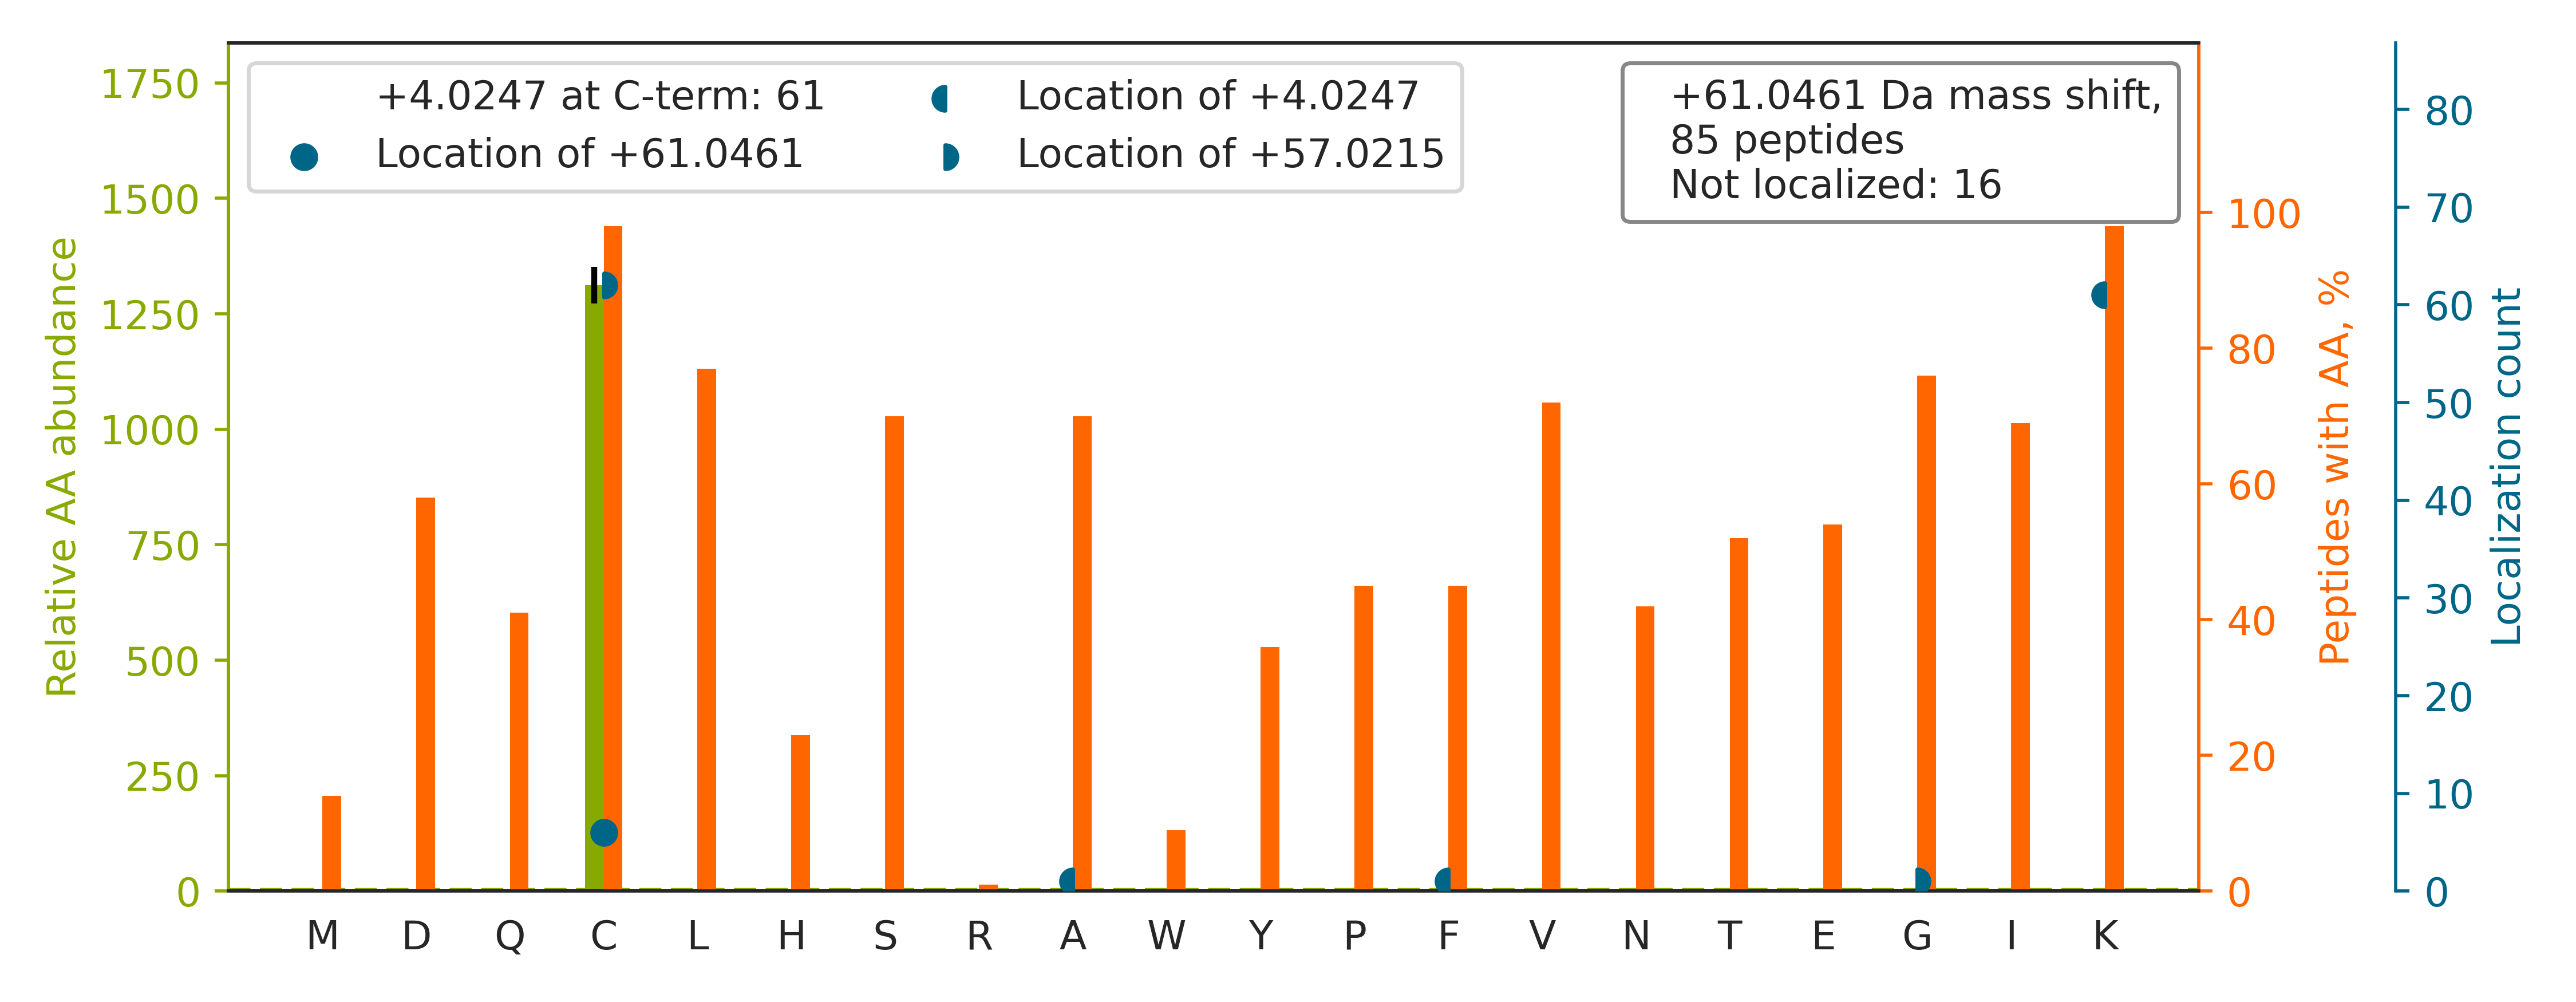 +4.0247 at C-term: 61
Location of +61.0461
Location of +4.0247
Location of +57.0215
+61.0461 Da mass shift,
85 peptides
Not localized: 16
Relative AA abundance
1750
1500
1250
1000
750
500
250
0
M D Q C L H S R A W Y P F V N T E G I K
100
80
60
40
20
0
Peptides with AA, %
80
70
60
50
40
30
20
10
0
Localization count